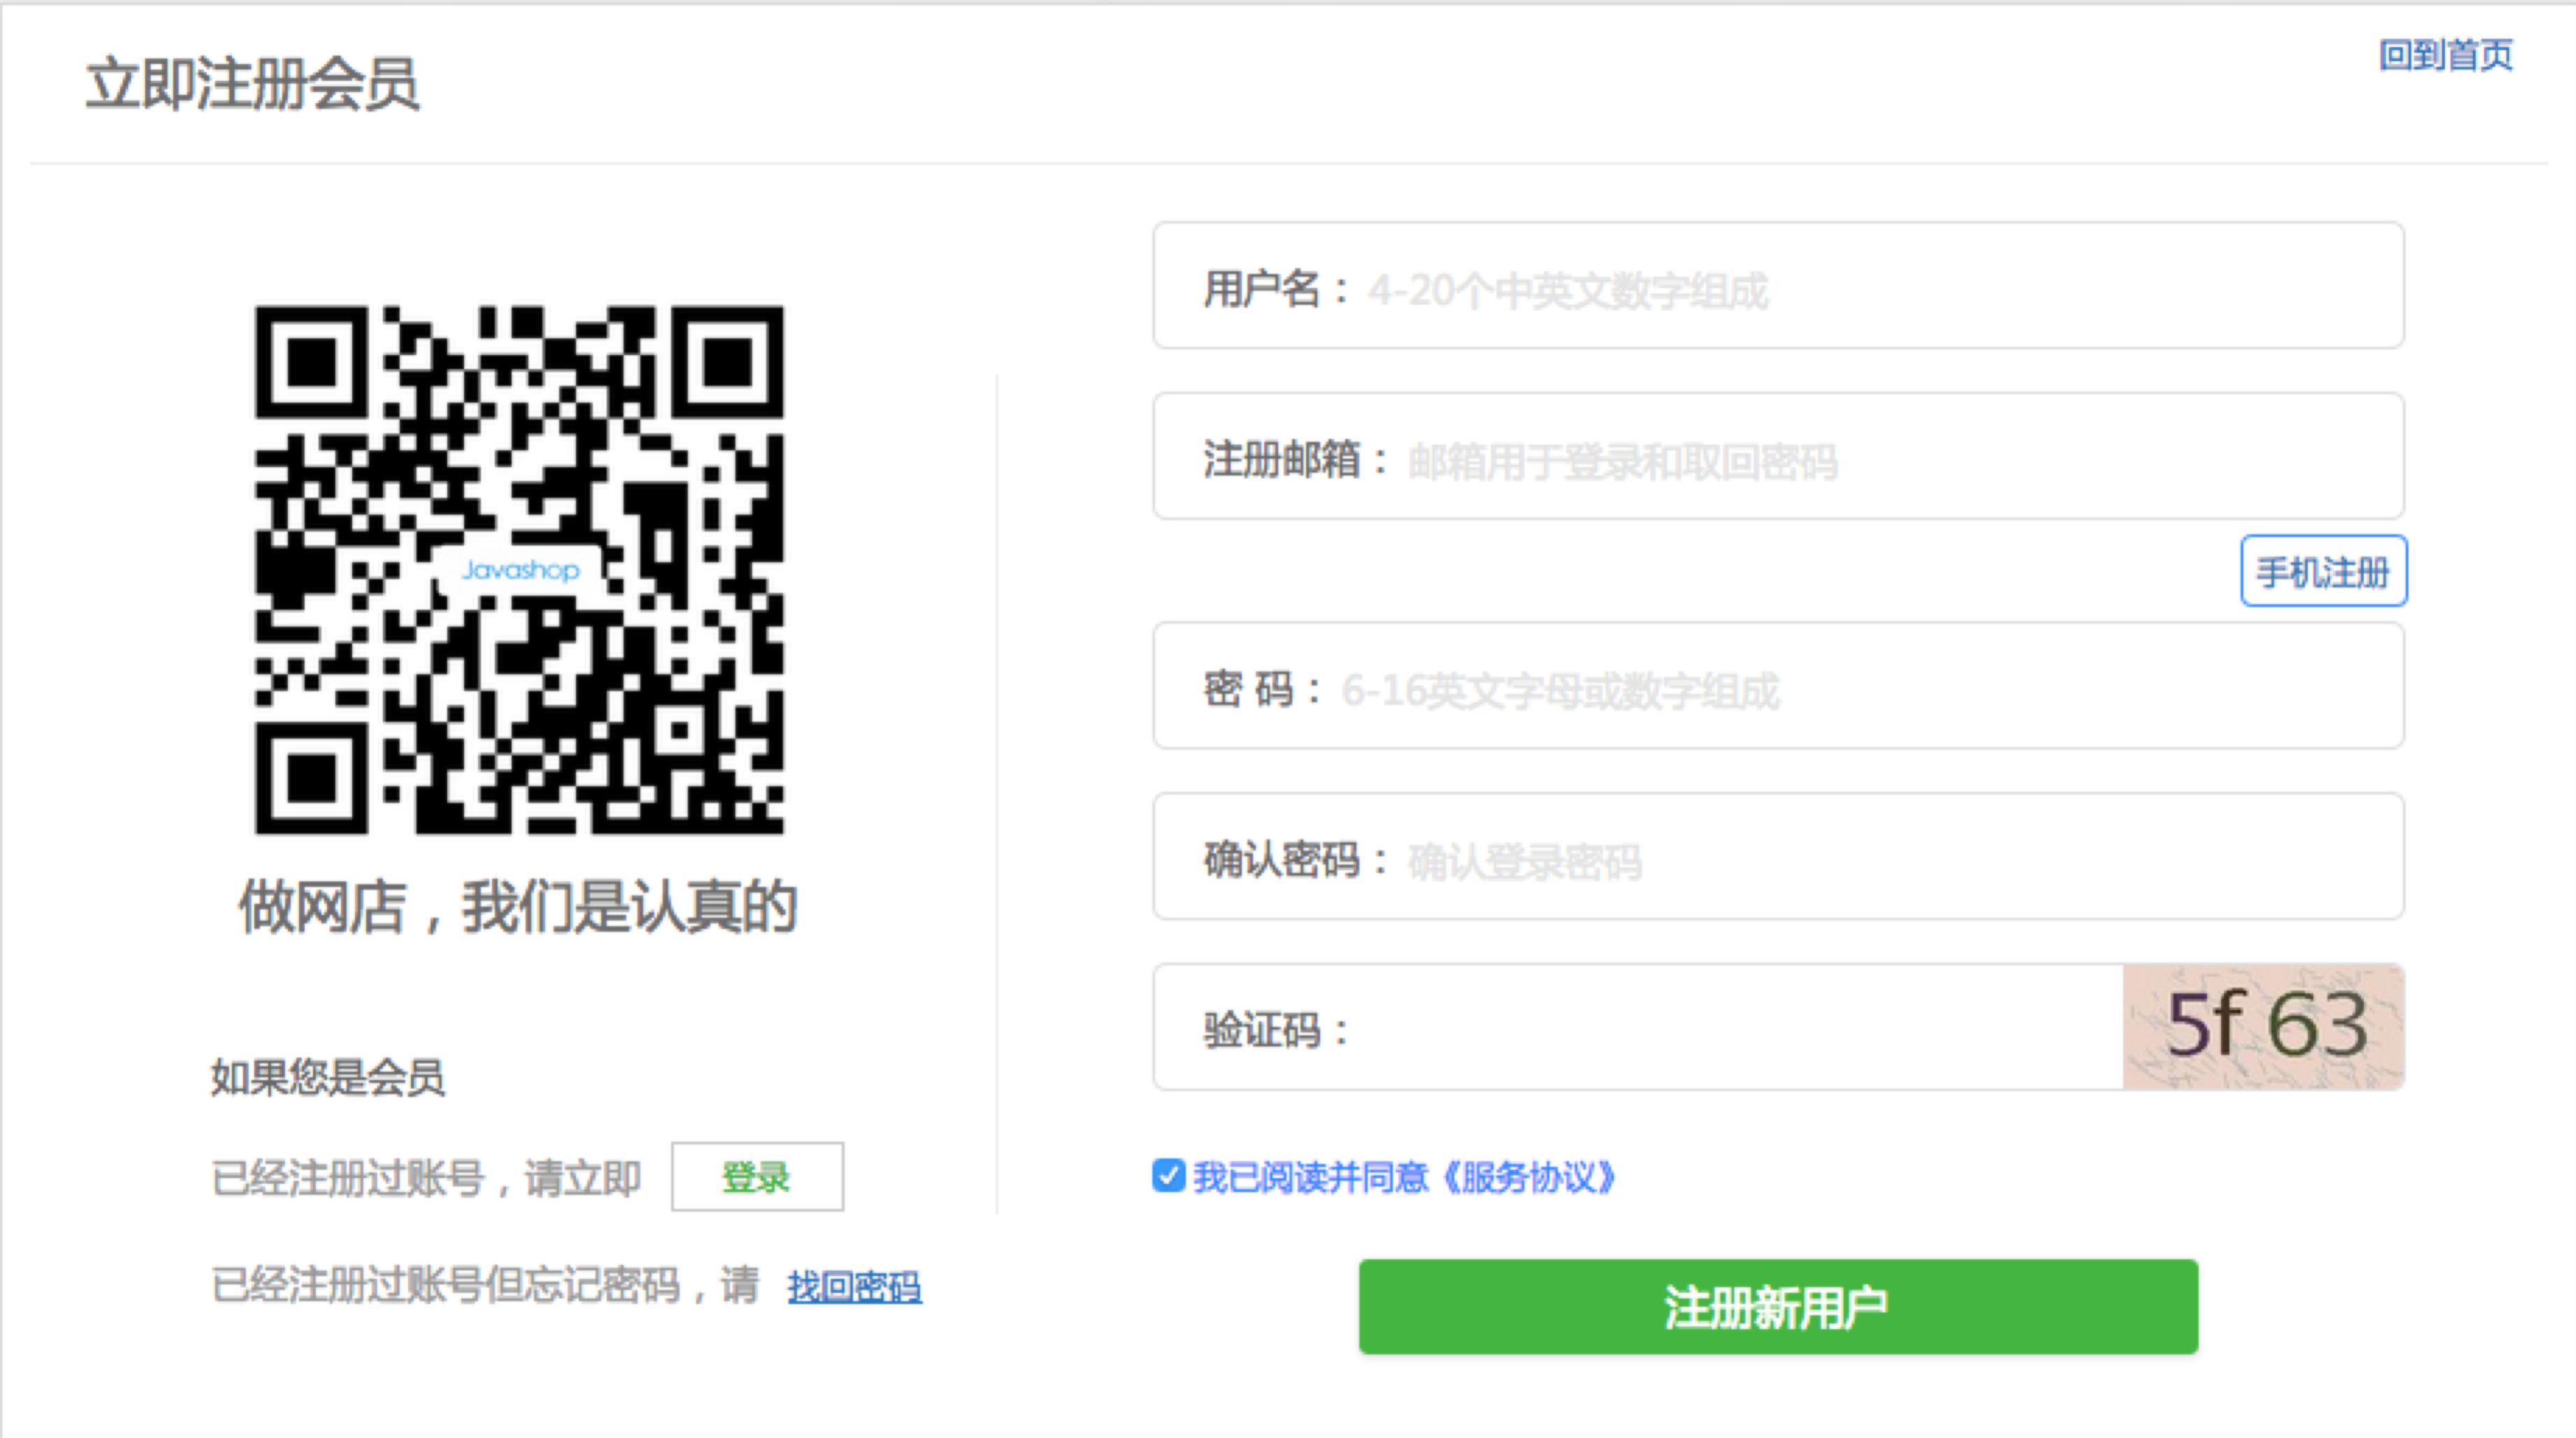 立即注册会员
回到首页
Javashop
做网店，我们是认真的
如果您是会员
已经注册过账号，请立即 登录
已经注册过账号但忘记密码，请 找回密码
用户名： 4-20个中英文数字组成
注册邮箱： 邮箱用于登录和取回密码
手机注册
密 码： 6-16英文字母或数字组成
确认密码： 确认登录密码
验证码： 5f 63
我已阅读并同意《服务协议》
注册新用户